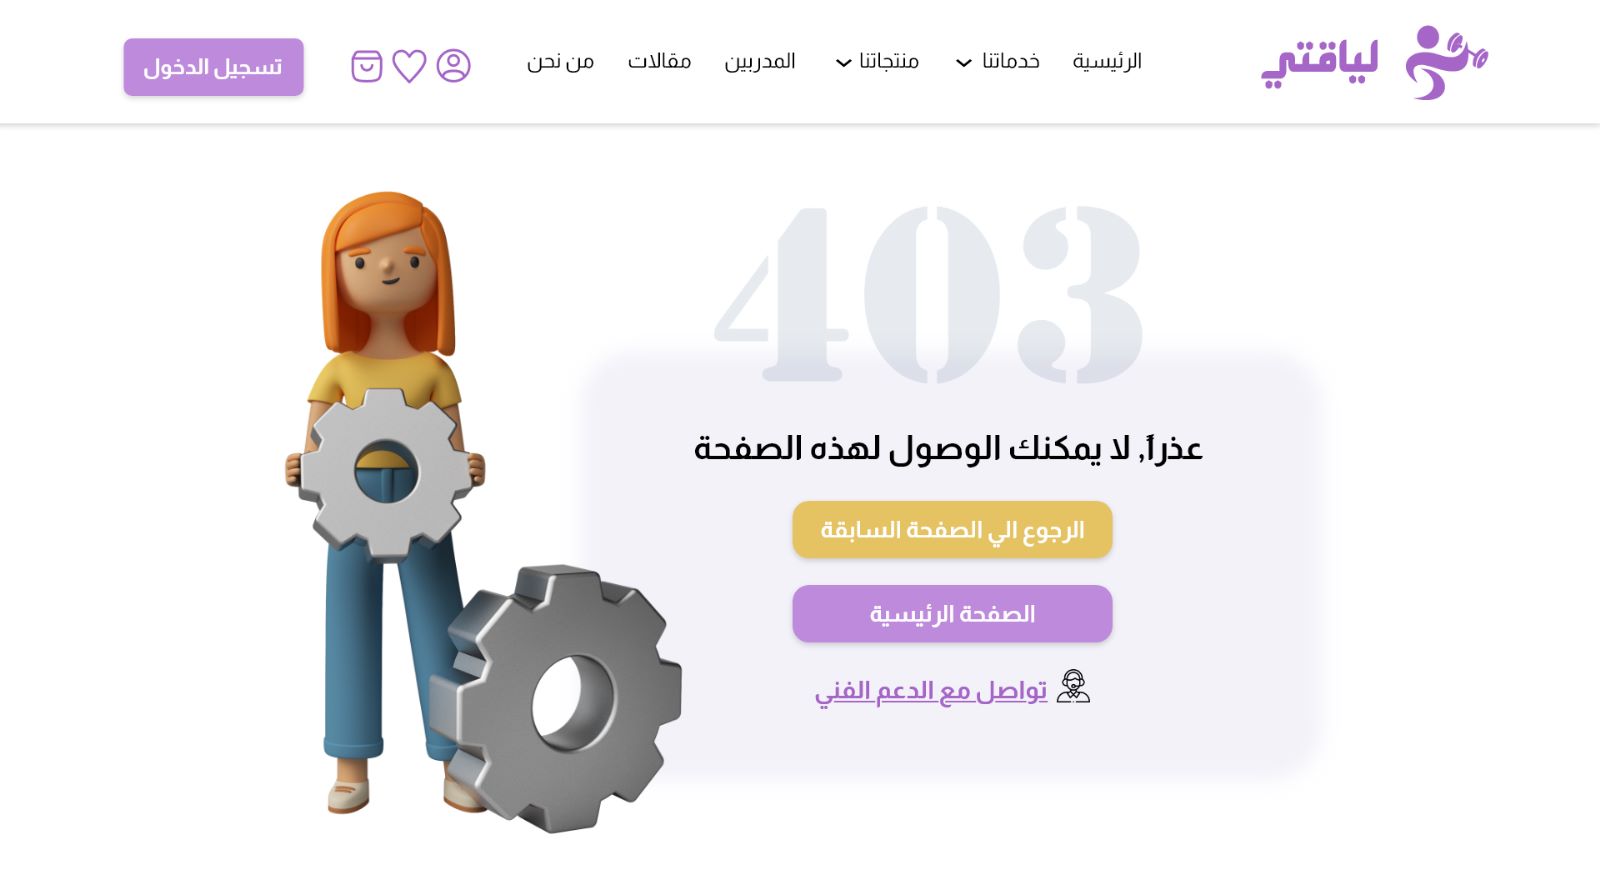 لياقتي
الرئيسية خدماتنا منتجاتنا المدربين مقالات من نحن
تسجيل الدخول
403
عذراً, لا يمكنك الوصول لهذه الصفحة
الرجوع الي الصفحة السابقة
الصفحة الرئيسية
تواصل مع الدعم الفني